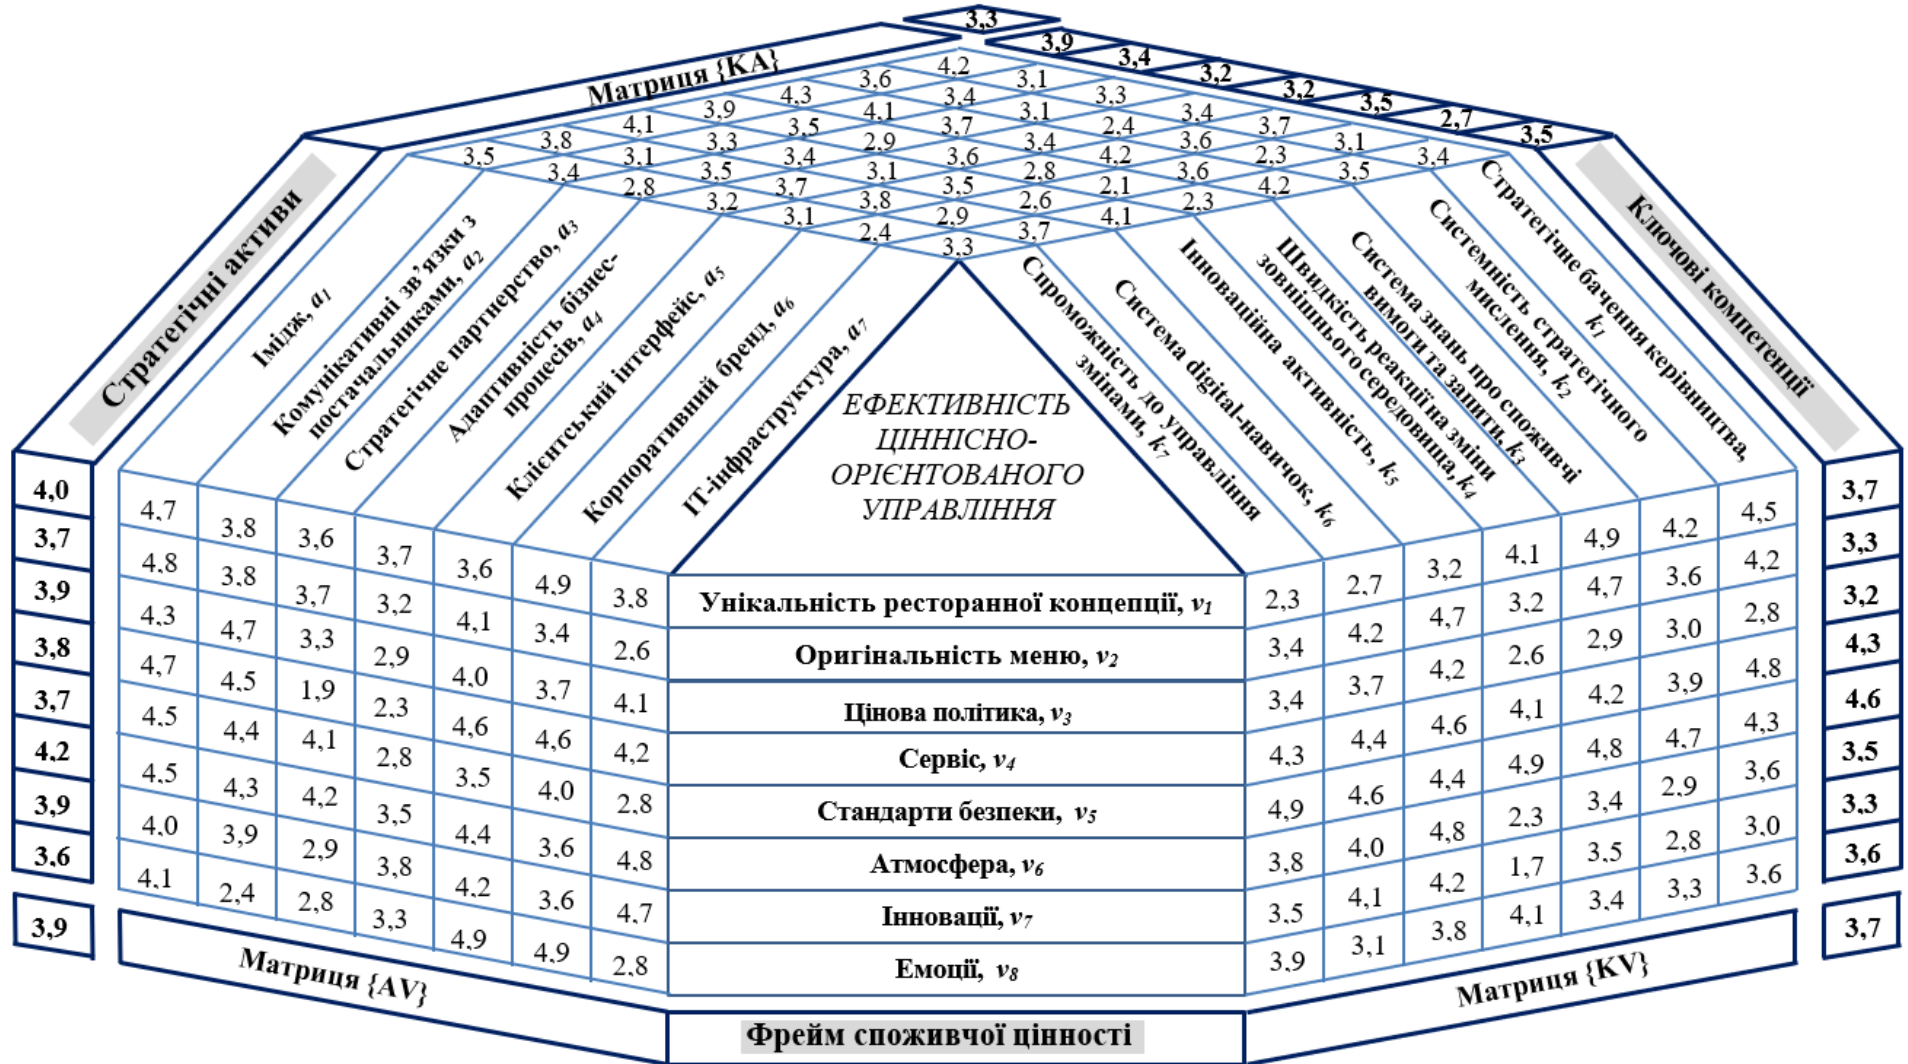 3,3
3,9 3,4 3,2 3,2 3,5 2,7 3,5
Матриця {KA}
4,2 3,1 3,3 3,4 3,7 3,1 3,4
3,6 3,4 3,1 2,4 3,6 2,3 3,5
4,3 4,1 3,7 3,4 4,2 3,6 4,2
3,9 3,5 2,9 3,6 2,8 2,1 2,3
4,1 3,3 3,4 3,1 3,5 2,6 4,1
3,8 3,1 3,5 3,7 3,8 2,9 3,7
3,5 3,4 2,8 3,2 3,1 2,4 3,3
Стратегічні активи
Імідж, a1
Комунікативні зв’язки з
постачальниками, a2
Стратегічне партнерство, a3
Адаптивність бізнес-
процесів, a4
Клієнтський інтерфейс, a5
Корпоративний бренд, a6
ІТ-інфраструктура, a7
ЕФЕКТИВНІСТЬ
ЦІННІСНО-
ОРІЄНТОВАНОГО
УПРАВЛІННЯ
Спроможність до управління
змінами, k7
Система digital-навичок, k6
Інноваційна активність, k5
Швидкість реакції на зміни
зовнішнього середовища, k4
Система знань про споживчі
вимоги та запити, k3
Системність стратегічного
мислення, k2
Стратегічне бачення керівництва,
k1
Ключові компетенції
4,0
3,7
3,9
3,8
3,7
4,2
3,9
3,6
3,9
4,7 3,8 3,6 3,7 3,6 4,9 3,8
4,8 3,8 3,7 3,2 4,1 3,4 2,6
4,3 4,7 3,3 2,9 4,0 3,7 4,1
4,7 4,5 1,9 2,3 4,6 4,6 4,2
4,5 4,4 4,1 2,8 3,5 4,0 2,8
4,5 4,3 4,2 3,5 4,4 3,6 4,8
4,0 3,9 2,9 3,8 4,2 3,6 4,7
4,1 2,4 2,8 3,3 4,9 4,9 2,8
Матриця {AV}
Унікальність ресторанної концепції, v1
Оригінальність меню, v2
Цінова політика, v3
Сервіс, v4
Стандарти безпеки, v5
Атмосфера, v6
Інновації, v7
Емоції, v8
Фрейм споживчої цінності
2,3 2,7 3,2 4,1 4,9 4,2 4,5
3,4 4,2 4,7 3,2 4,7 3,6 4,2
3,4 3,7 4,2 2,6 2,9 3,0 2,8
4,3 4,4 4,6 4,1 4,2 3,9 4,8
4,9 4,6 4,4 4,9 4,8 4,7 4,3
3,8 4,0 4,8 2,3 3,4 2,9 3,6
3,5 4,1 4,2 1,7 3,5 2,8 3,0
3,9 3,1 3,8 4,1 3,4 3,3 3,6
Матриця {KV}
3,7
3,3
3,2
4,3
4,6
3,5
3,3
3,6
3,7